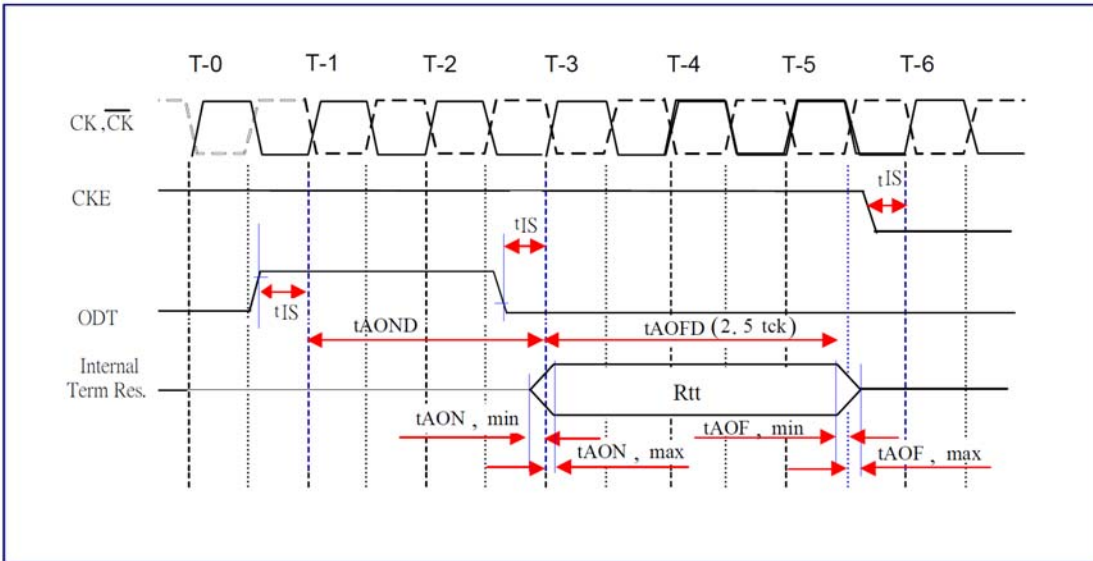 T-0 T-1 T-2 T-3 T-4 T-5 T-6
CK,CK
CKE
tIS
tIS
ODT
tIS
tAOND
tAOFD (2.5 tck)
Internal
Term Res.
Rtt
tAON, min
tAOF, min
tAON, max
tAOF, max